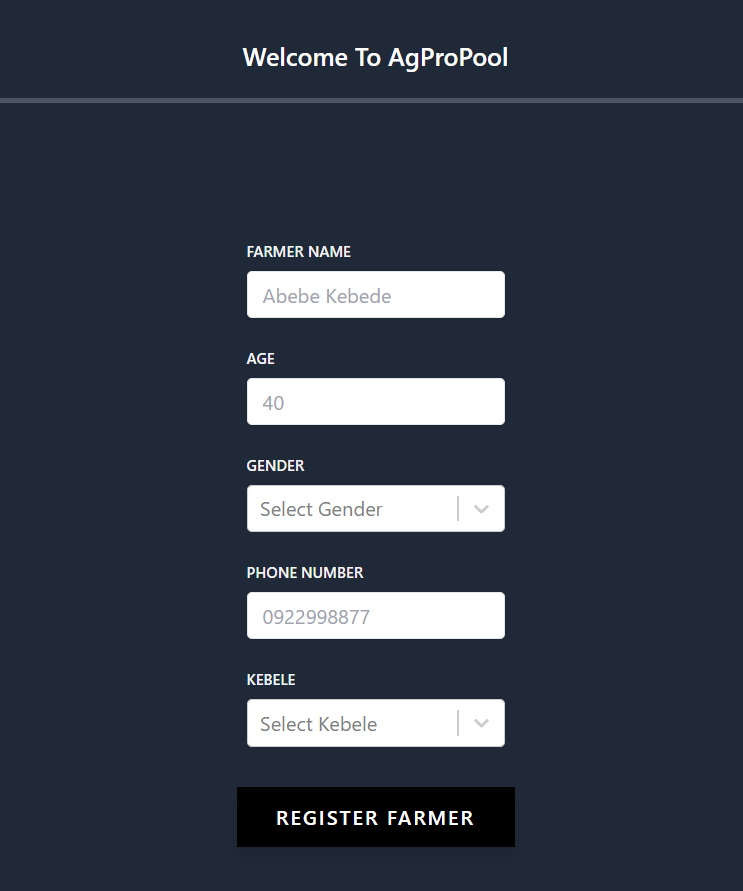 Welcome To AgProPool
FARMER NAME
Abebe Kebede
AGE
40
GENDER
Select Gender
PHONE NUMBER
0922998877
KEBELE
Select Kebele
REGISTER FARMER